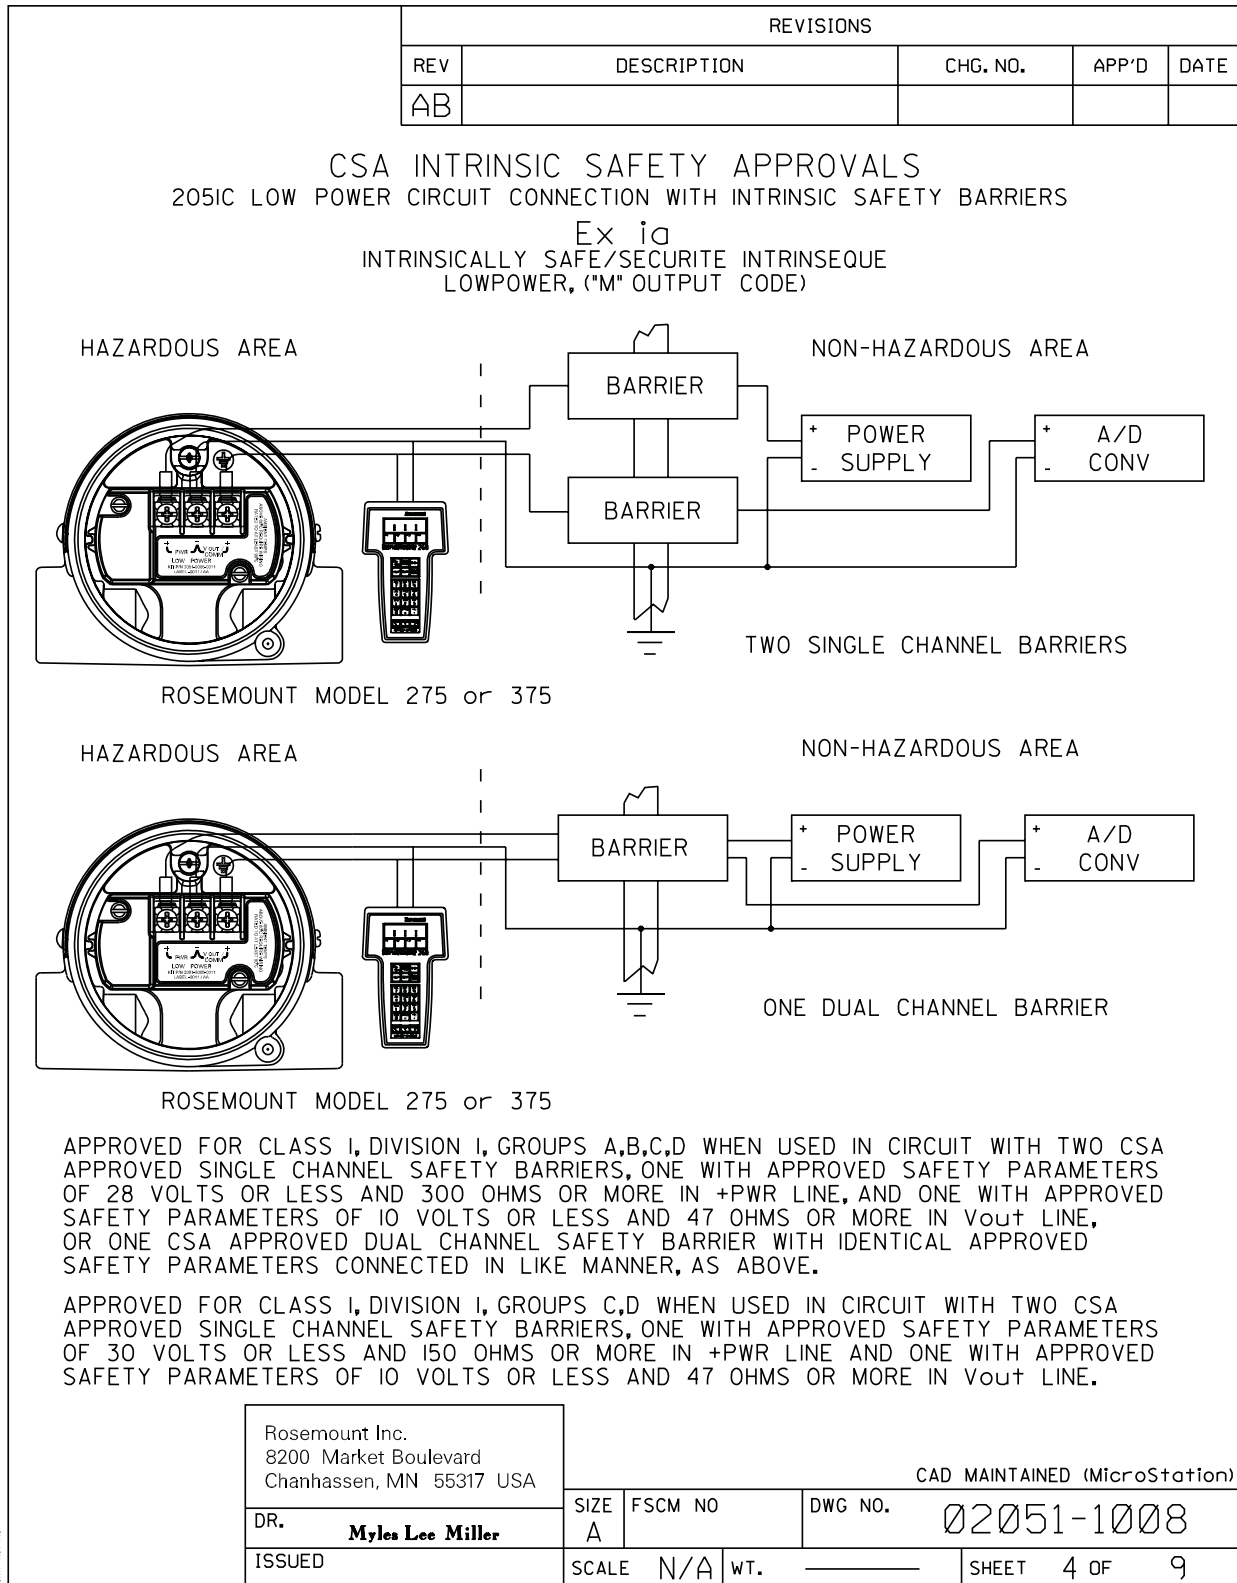 REVISIONS
REV DESCRIPTION CHG. NO. APP'D DATE
AB
CSA INTRINSIC SAFETY APPROVALS
2051C LOW POWER CIRCUIT CONNECTION WITH INTRINSIC SAFETY BARRIERS
Ex ia
INTRINSICALLY SAFE/SECURITE INTRINSEQUE
LOWPOWER, ("M" OUTPUT CODE)
HAZARDOUS AREA
NON-HAZARDOUS AREA
BARRIER
+ POWER
- SUPPLY
+ A/D
- CONV
BARRIER
PWR V OUT
COMM
LOW POWER
TWO SINGLE CHANNEL BARRIERS
ROSEMOUNT MODEL 275 or 375
HAZARDOUS AREA
NON-HAZARDOUS AREA
BARRIER
+ POWER
- SUPPLY
+ A/D
- CONV
PWR V OUT
COMM
LOW POWER
ONE DUAL CHANNEL BARRIER
ROSEMOUNT MODEL 275 or 375
APPROVED FOR CLASS I, DIVISION I, GROUPS A,B,C,D WHEN USED IN CIRCUIT WITH TWO CSA
APPROVED SINGLE CHANNEL SAFETY BARRIERS, ONE WITH APPROVED SAFETY PARAMETERS
OF 28 VOLTS OR LESS AND 300 OHMS OR MORE IN +PWR LINE, AND ONE WITH APPROVED
SAFETY PARAMETERS OF 10 VOLTS OR LESS AND 47 OHMS OR MORE IN Vout LINE,
OR ONE CSA APPROVED DUAL CHANNEL SAFETY BARRIER WITH IDENTICAL APPROVED
SAFETY PARAMETERS CONNECTED IN LIKE MANNER, AS ABOVE.
APPROVED FOR CLASS I, DIVISION I, GROUPS C,D WHEN USED IN CIRCUIT WITH TWO CSA
APPROVED SINGLE CHANNEL SAFETY BARRIERS, ONE WITH APPROVED SAFETY PARAMETERS
OF 30 VOLTS OR LESS AND 150 OHMS OR MORE IN +PWR LINE AND ONE WITH APPROVED
SAFETY PARAMETERS OF 10 VOLTS OR LESS AND 47 OHMS OR MORE IN Vout LINE.
Rosemount Inc.
8200 Market Boulevard
Chanhassen, MN 55317 USA
CAD MAINTAINED (MicroStation)
DR. Myles Lee Miller
SIZE A FSCM NO DWG NO. 02051-1008
ISSUED
SCALE N/A WT. SHEET 4 OF 9